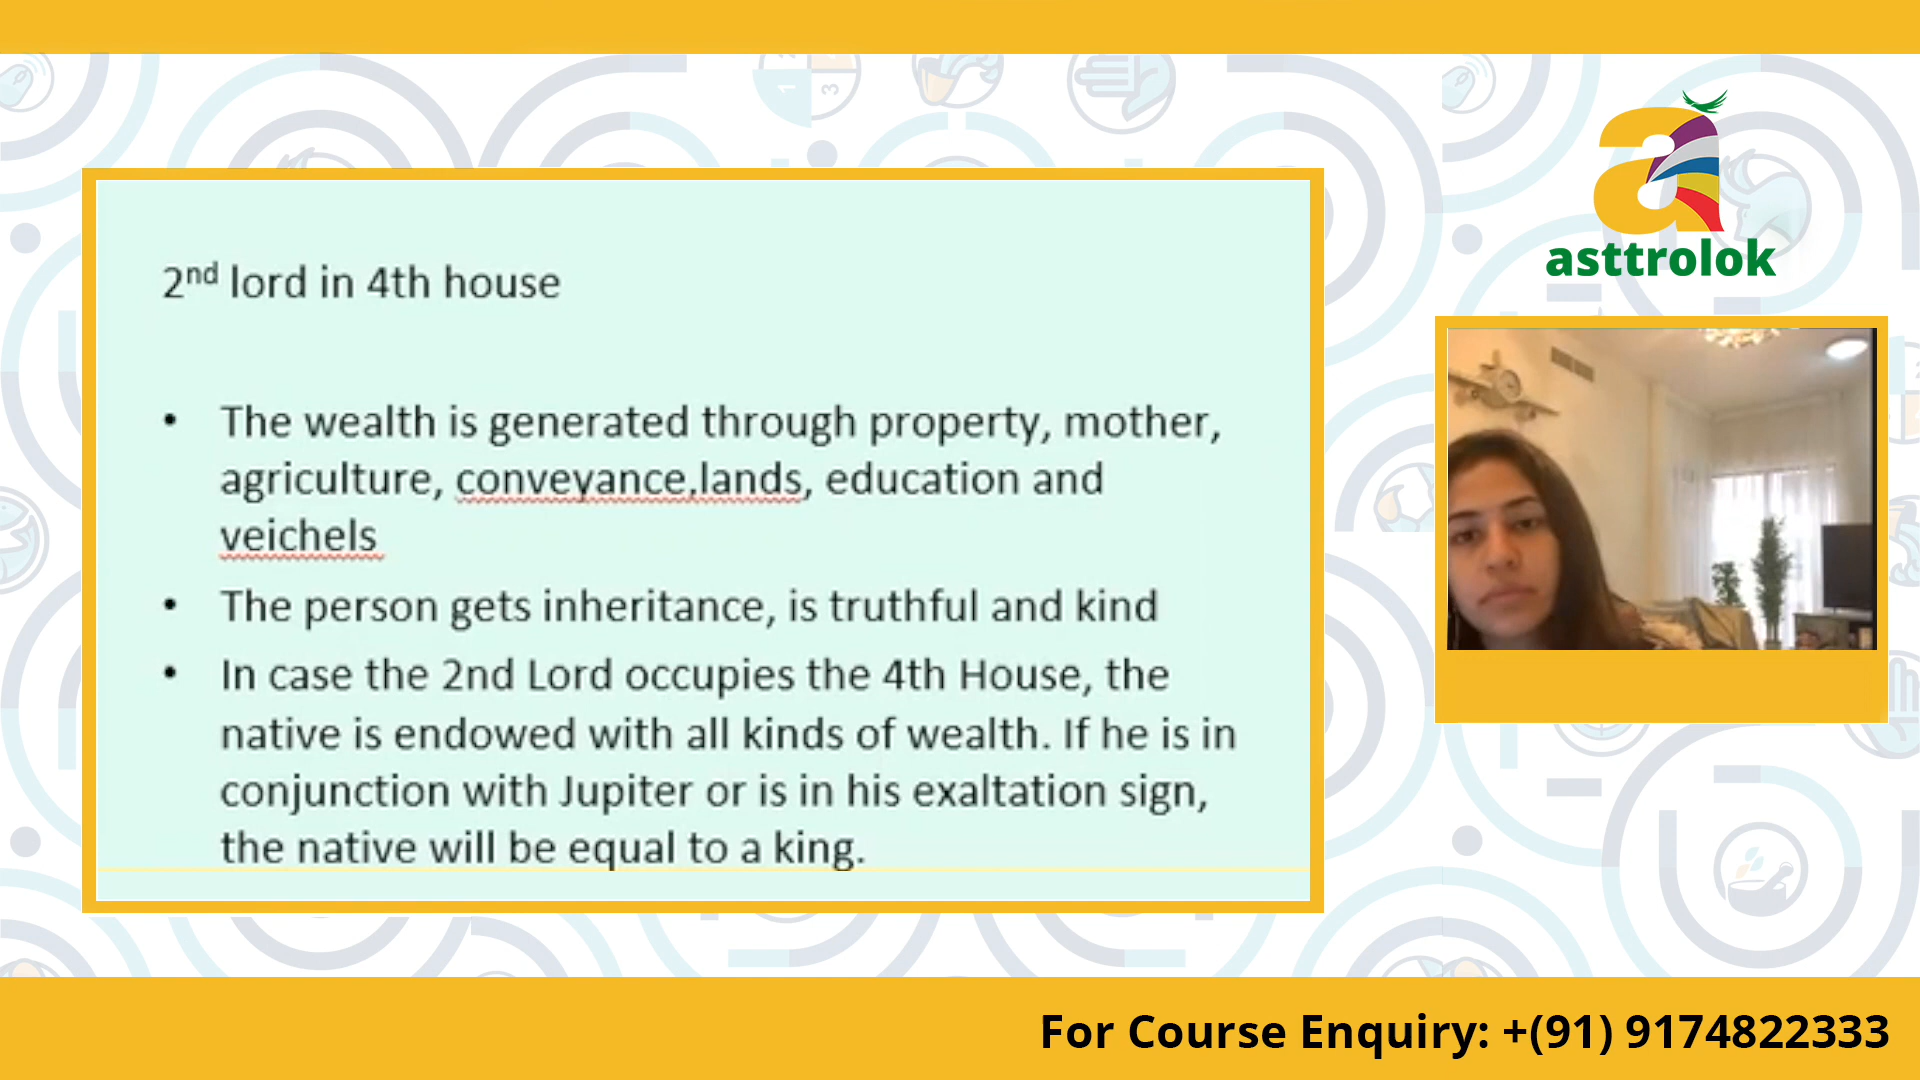 2nd lord in 4th house
• The wealth is generated through property, mother,
agriculture, conveyance,lands, education and
veichels
• The person gets inheritance, is truthful and kind
• In case the 2nd Lord occupies the 4th House, the
native is endowed with all kinds of wealth. If he is in
conjunction with Jupiter or is in his exaltation sign,
the native will be equal to a king.
a
asttrolok
For Course Enquiry: +(91) 9174822333